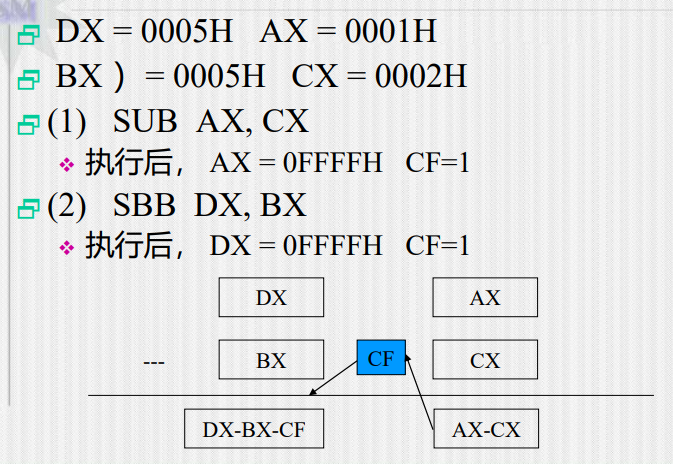 SM
DX = 0005H AX = 0001H
BX ） = 0005H CX = 0002H
(1) SUB AX, CX
执行后， AX = 0FFFFH CF=1
(2) SBB DX, BX
执行后， DX = 0FFFFH CF=1
DX AX
--- BX CF CX
DX-BX-CF AX-CX